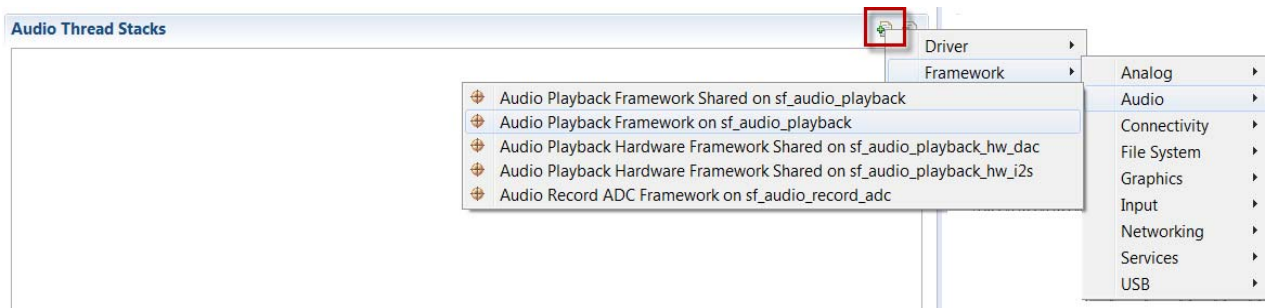 Audio Thread Stacks
Driver
Framework
Analog
Audio
Connectivity
File System
Graphics
Input
Networking
Services
USB
Audio Playback Framework Shared on sf_audio_playback
Audio Playback Framework on sf_audio_playback
Audio Playback Hardware Framework Shared on sf_audio_playback_hw_dac
Audio Playback Hardware Framework Shared on sf_audio_playback_hw_i2s
Audio Record ADC Framework on sf_audio_record_adc